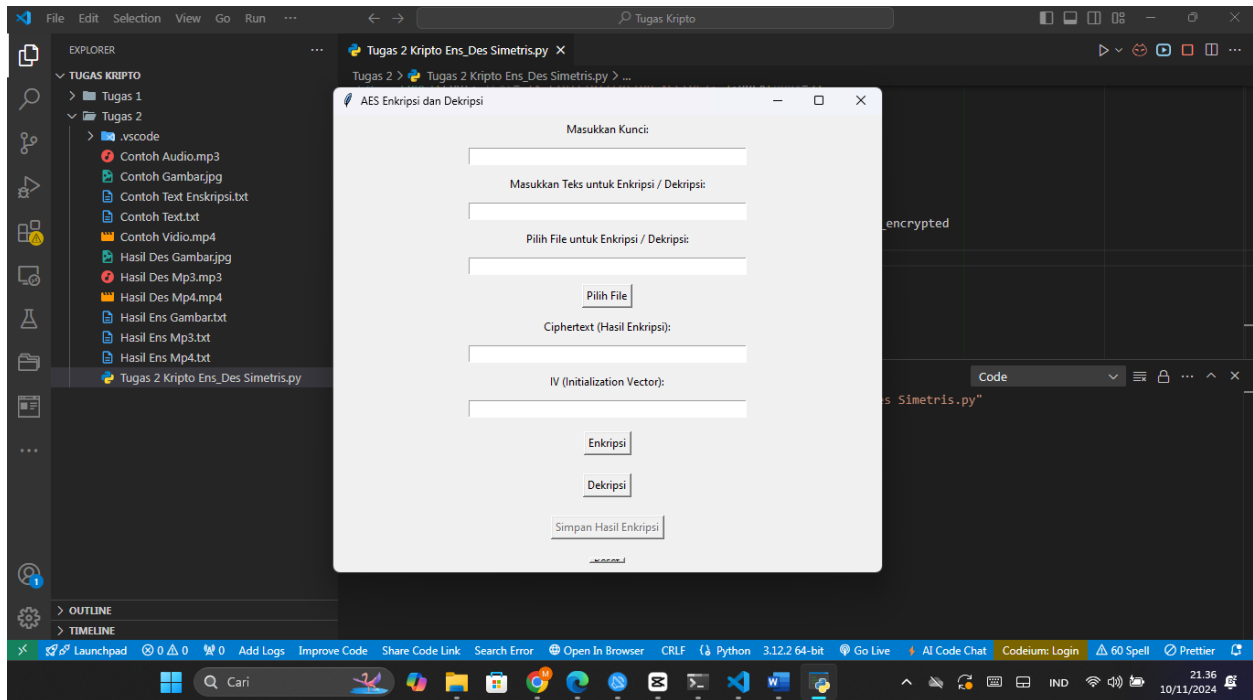 File Edit Selection View Go Run ···
Tugas Kripto
EXPLORER ···
TUGAS KRIPTO
Tugas 1
Tugas 2
.vscode
Contoh Audio.mp3
Contoh Gambar.jpg
Contoh Text Enskripsi.txt
Contoh Text.txt
Contoh Vidio.mp4
Hasil Des Gambar.jpg
Hasil Des Mp3.mp3
Hasil Des Mp4.mp4
Hasil Ens Gambar.txt
Hasil Ens Mp3.txt
Hasil Ens Mp4.txt
Tugas 2 Kripto Ens_Des Simetris.py
OUTLINE
TIMELINE
Tugas 2 Kripto Ens_Des Simetris.py
Tugas 2 > Tugas 2 Kripto Ens_Des Simetris.py > ...
AES Enkripsi dan Dekripsi
Masukkan Kunci:
Masukkan Teks untuk Enkripsi / Dekripsi:
Pilih File untuk Enkripsi / Dekripsi:
Pilih File
Ciphertext (Hasil Enkripsi):
IV (Initialization Vector):
Enkripsi
Dekripsi
Simpan Hasil Enkripsi
_encrypted
Code
Simetris.py"
1
Launchpad 0 0 0 Add Logs Improve Code Share Code Link Search Error Open In Browser CRLF Python 3.12.2 64-bit Go Live AI Code Chat Codeium: Login 60 Spell Prettier
Cari
IND
21.36
10/11/2024